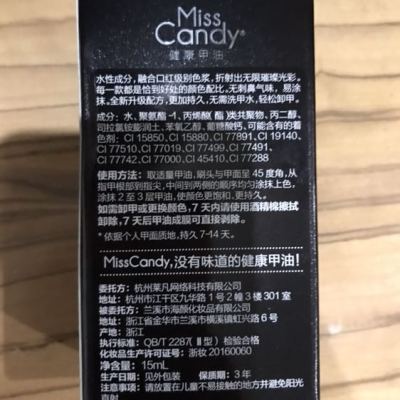 Miss
Candy®
健康甲油
水性成分，融合口红级别色浆，折射出无限璀璨光彩。
每一款都是恰到好处的颜色配比，无刺鼻气味，易涂
抹。全新升级配方，更加持久，无需洗甲水，轻松卸甲。
成分：水、聚氨酯-1、丙烯酸(酯)类共聚物、丙二醇、
司拉氯铵膨润土、苯氧乙醇、葡糖酸钙、可能含有的着
色剂：CI 15850、CI 15880、CI 77891、CI 19140、
CI 77510、CI 77019、CI 77499、CI 77491、
CI 77742、CI 77000、CI 45410、CI 77288
使用方法：取适量甲油，刷头与甲面呈45度角，从
指甲根部到指尖，中间到两侧的顺序均匀涂抹上色，
涂抹2至3层甲油，使颜色更饱和、更持久。
如需卸甲或更换颜色，7天内请使用酒精棉擦拭
卸除，7天后甲油成膜可直接剥除。
*依据个人甲面质地，持久7-14天。
MissCandy，没有味道的健康甲油！
委托方：杭州莱凡网络科技有限公司
地址：杭州市江干区九华路1号2幢3楼301室
被委托方：兰溪市海颜化妆品有限公司
地址：浙江省金华市兰溪市横溪镇虹兴路6号
产地：浙江
执行标准：QB/T 2287(Ⅱ型) 检验合格
化妆品生产许可证号：浙妆20160060
净含量：15mL
生产日期：见外包装 保质期：3年
注意事项：请放置在儿童不易接触的地方并避免阳光
直射